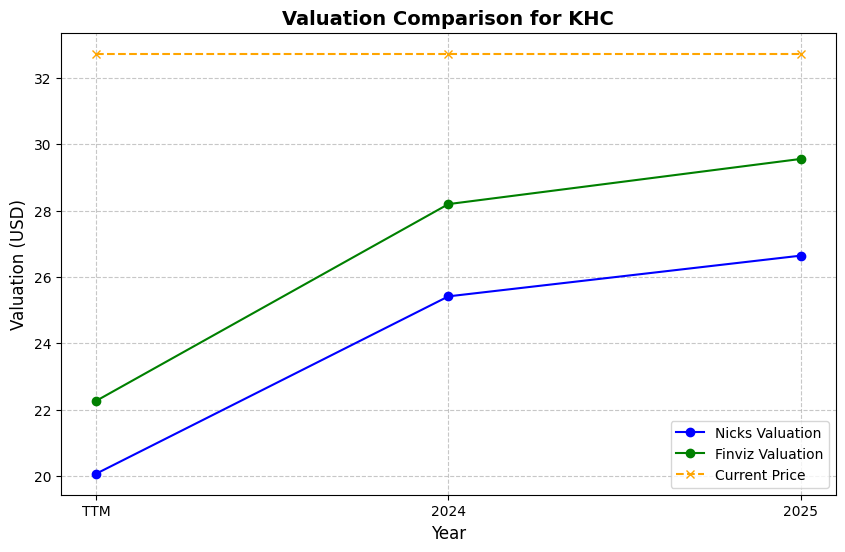 Valuation Comparison for KHC
Valuation (USD)
32
30
28
26
24
22
20
TTM
2024
2025
Year
Nicks Valuation
Finviz Valuation
Current Price